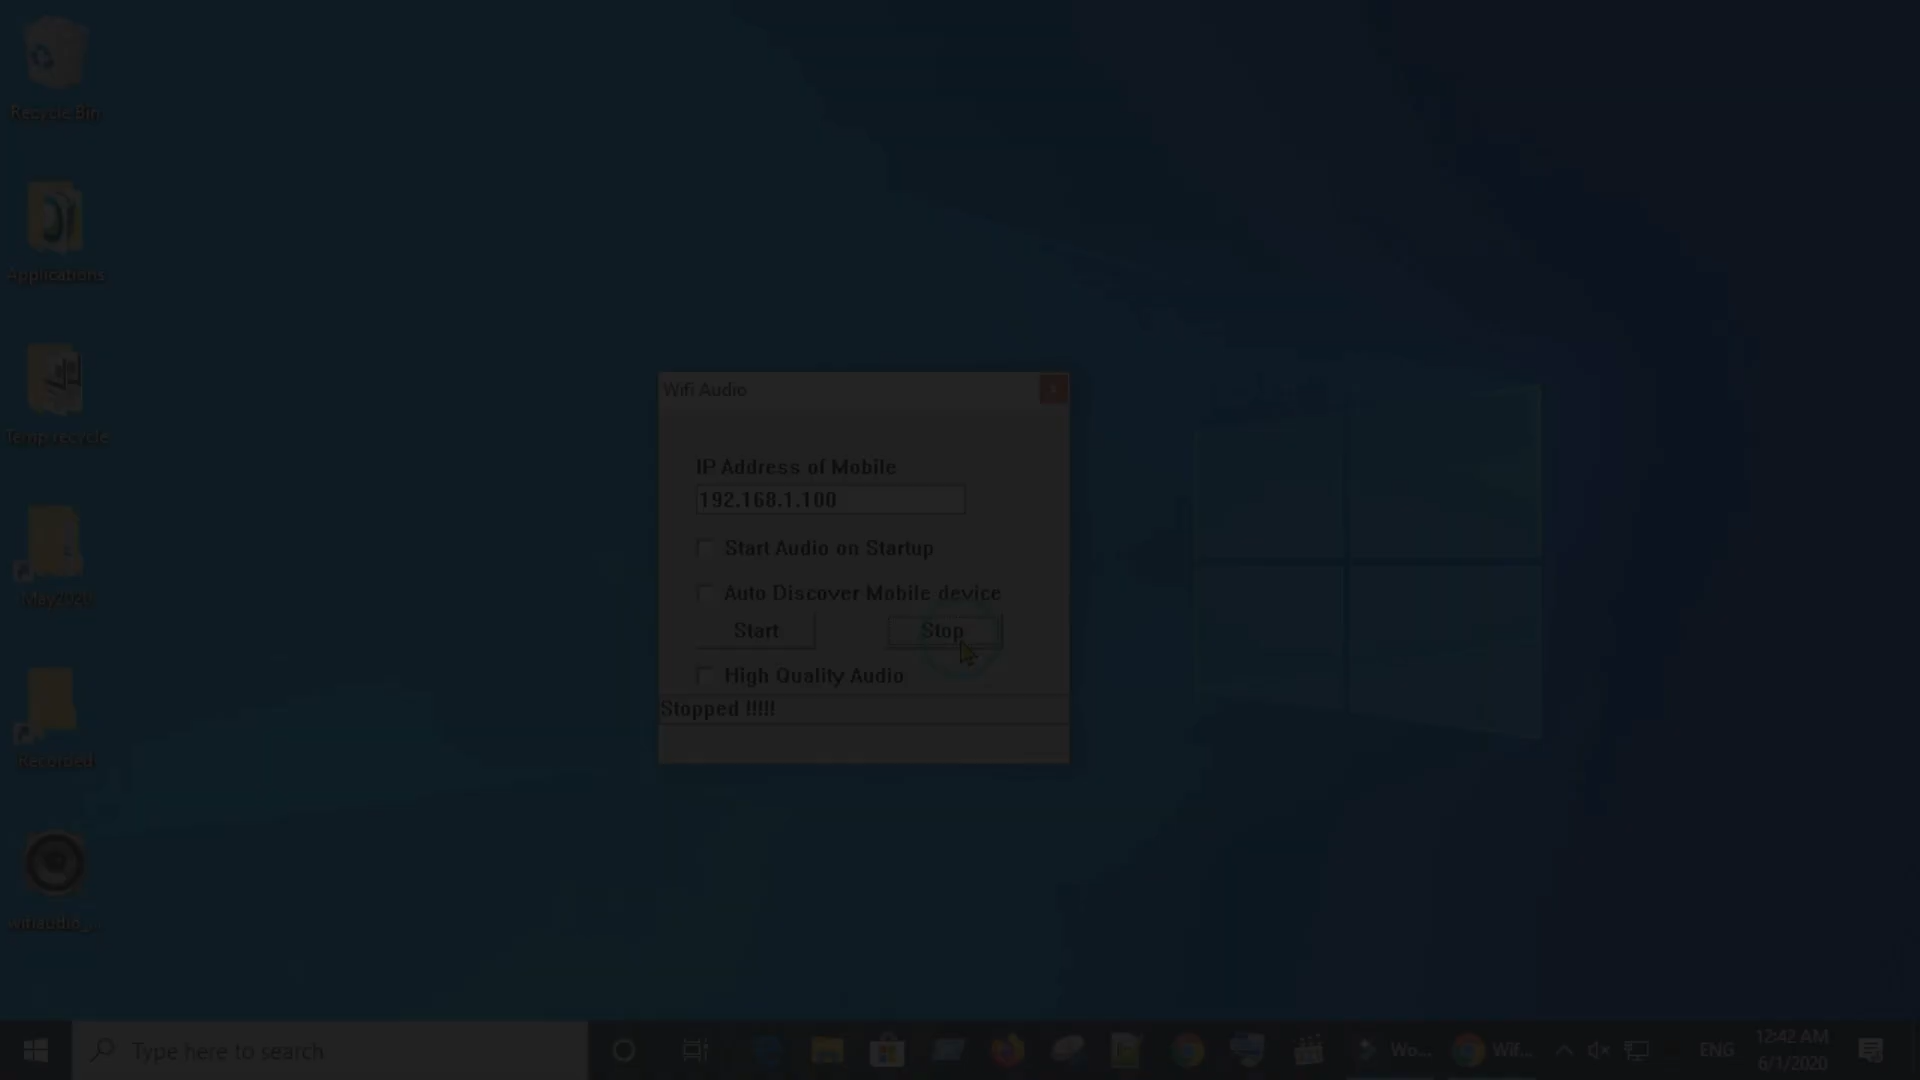 Recycle Bin
Applications
Temp recycle
May2020
Recorded
wifiaudio_...
Wifi Audio
x
IP Address of Mobile
192.168.1.100
Start Audio on Startup
Auto Discover Mobile device
Start
Stop
High Quality Audio
Stopped !!!!!
Type here to search
Wo...
Wif...
ENG
12:42 AM
6/1/2020